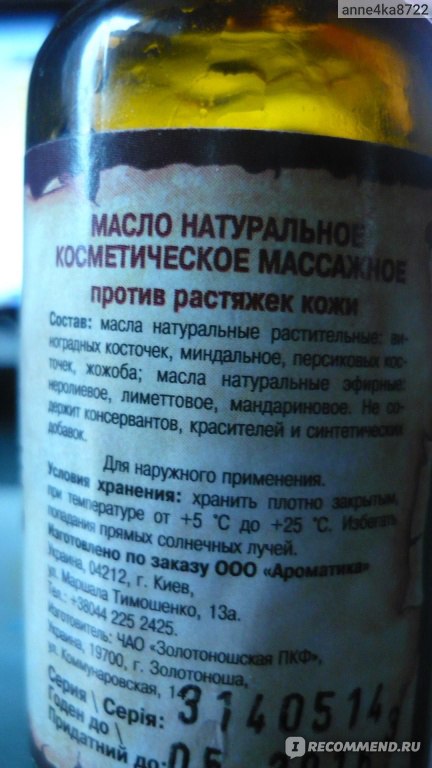 anne4ka8722
МАСЛО НАТУРАЛЬНОЕ
КОСМЕТИЧЕСКОЕ МАССАЖНОЕ
против растяжек кожи
Состав: масла натуральные растительные: ви-
ноградных косточек, миндальное, персиковых кос-
точек, жожоба; масла натуральные эфирные:
неролиевое, лиметтовое, мандариновое. Не со-
держит консервантов, красителей и синтетических
добавок.
Для наружного применения.
Условия хранения: хранить плотно закрытым,
при температуре от +5 °С до +25 °С. Избегать
попадания прямых солнечных лучей.
Изготовлено по заказу ООО «Ароматика»
Украина, 04212, г. Киев,
ул. Маршала Тимошенко, 13а.
Тел.: +38044 225 2425.
Изготовитель: ЧАО «Золотоношская ПКФ»,
Украина, 19700, г. Золотоноша,
ул. Коммунаровская,
Серия \ Серія: 3140514
Годен до \
Придатний до: 05
IRECOMMEND.RU